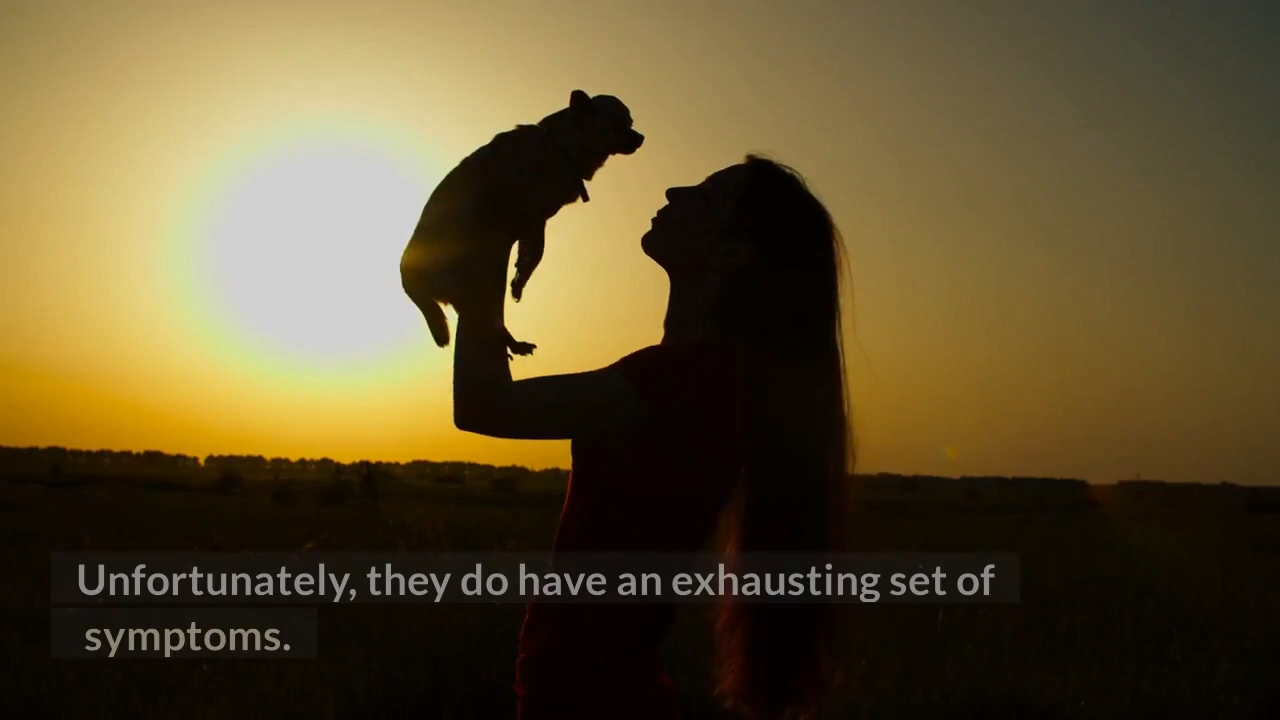 Unfortunately, they do have an exhausting set of
symptoms.